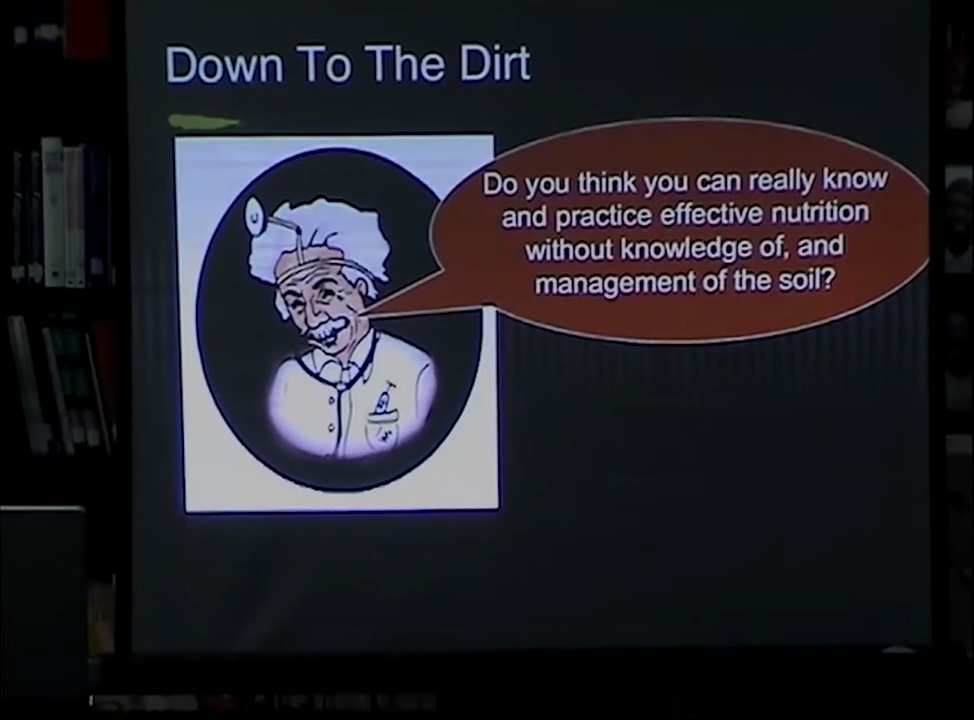 Down To The Dirt
Do you think you can really know
and practice effective nutrition
without knowledge of, and
management of the soil?